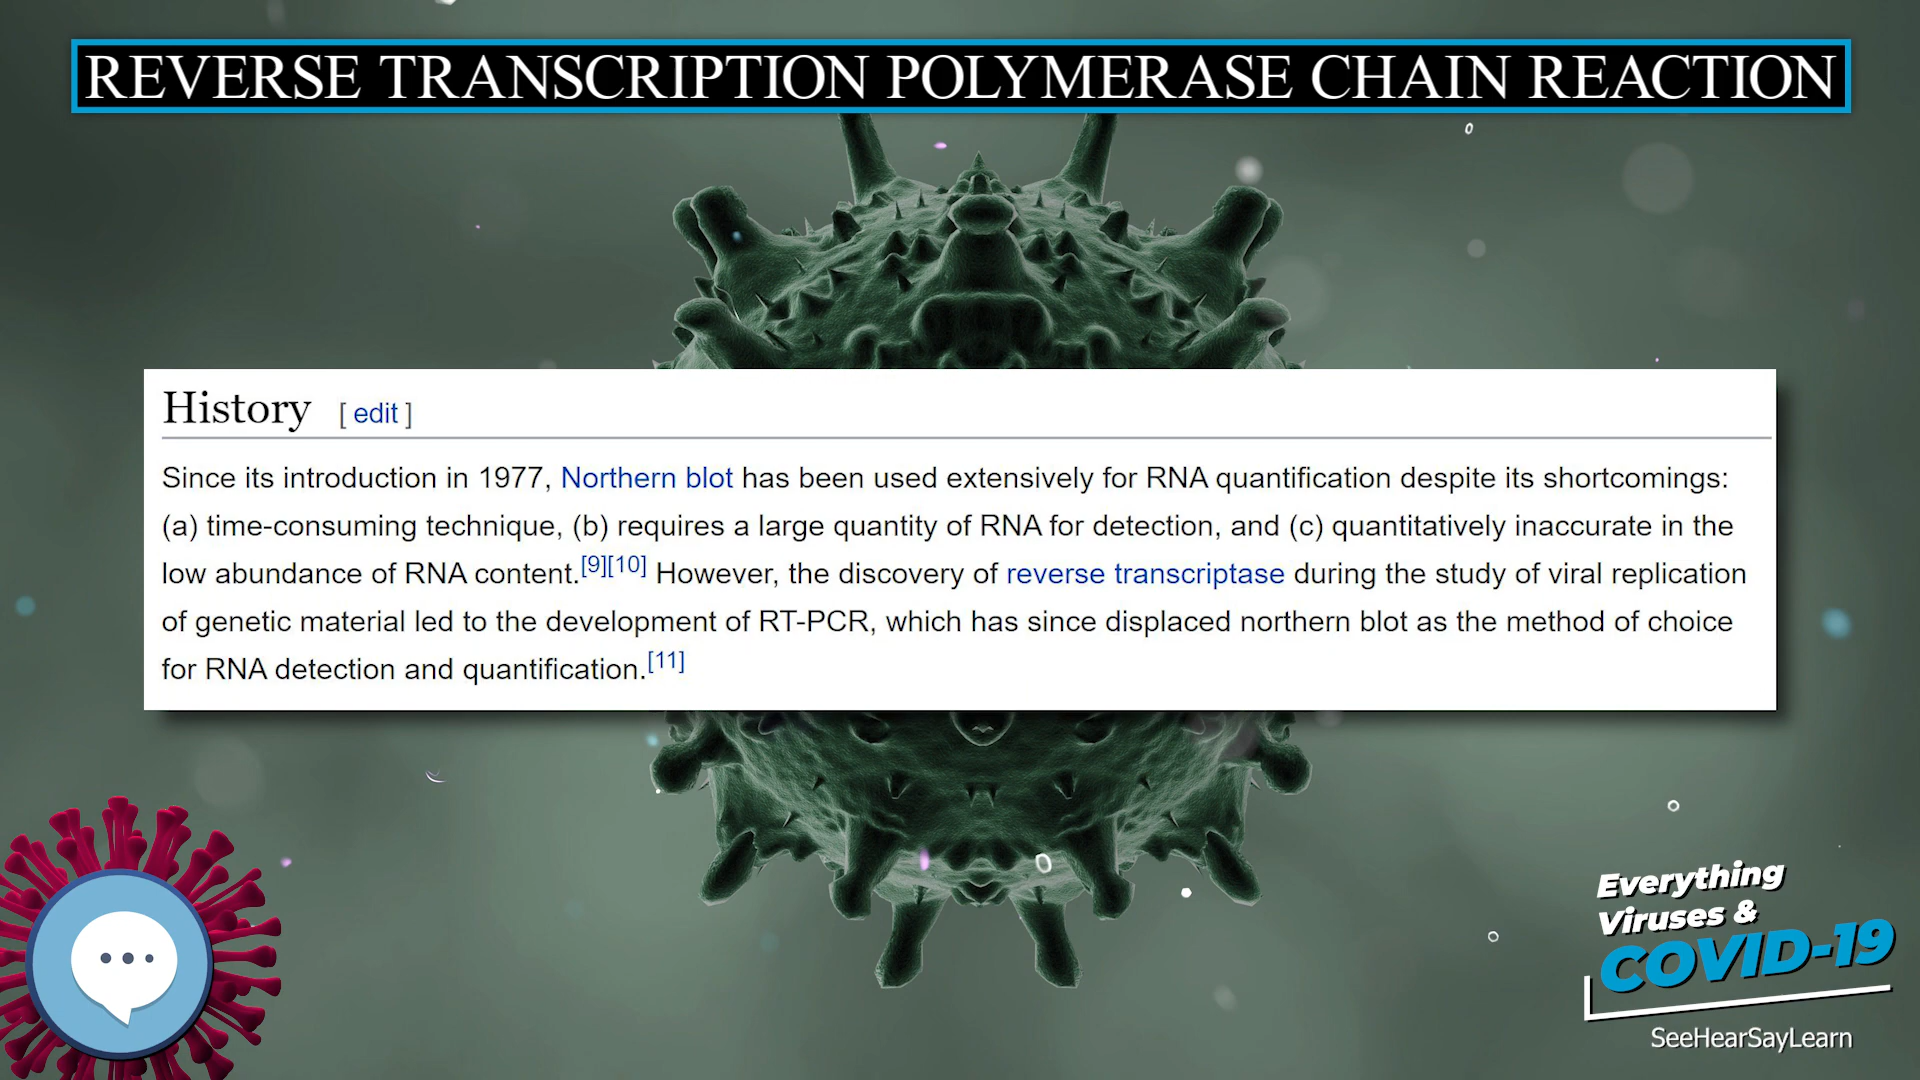 REVERSE TRANSCRIPTION POLYMERASE CHAIN REACTION
History [ edit ]
Since its introduction in 1977, Northern blot has been used extensively for RNA quantification despite its shortcomings:
(a) time-consuming technique, (b) requires a large quantity of RNA for detection, and (c) quantitatively inaccurate in the
low abundance of RNA content.[9][10] However, the discovery of reverse transcriptase during the study of viral replication
of genetic material led to the development of RT-PCR, which has since displaced northern blot as the method of choice
for RNA detection and quantification.[11]
Everything
Viruses &
COVID-19
SeeHearSayLearn